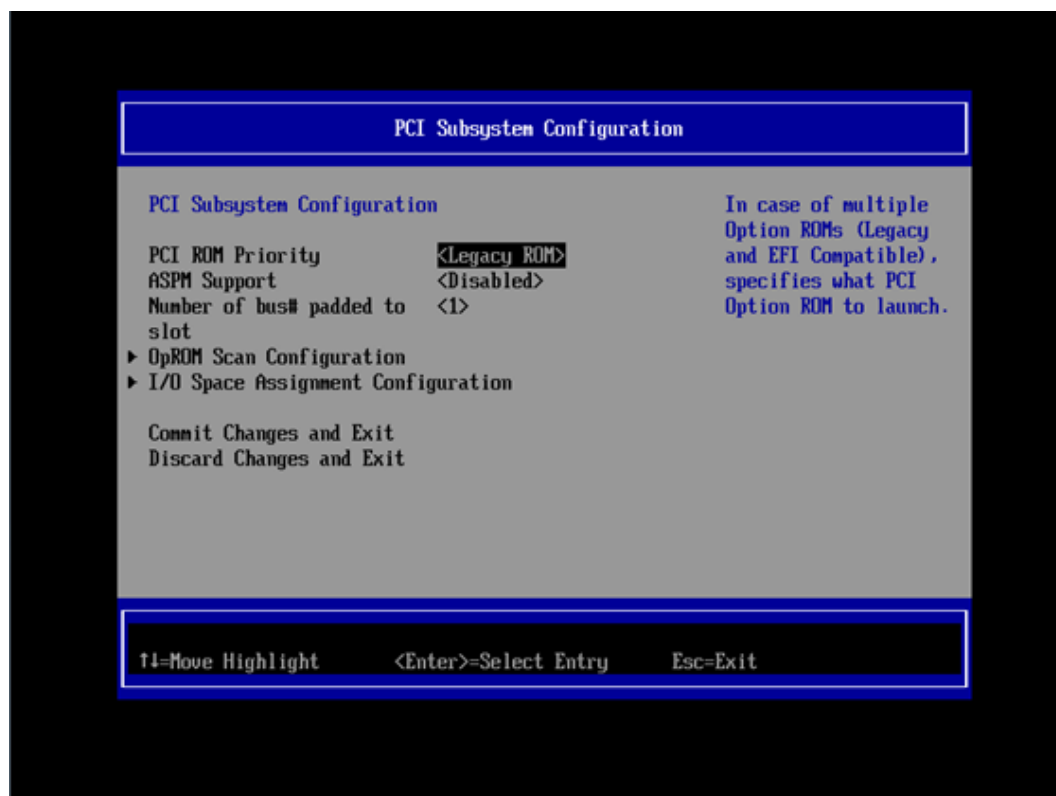 PCI Subsystem Configuration
PCI Subsystem Configuration
PCI ROM Priority <Legacy ROM>
ASPM Support <Disabled>
Number of bus# padded to <1>
slot
▶ OpROM Scan Configuration
▶ I/O Space Assignment Configuration
Commit Changes and Exit
Discard Changes and Exit
In case of multiple
Option ROMs (Legacy
and EFI Compatible),
specifies what PCI
Option ROM to launch.
↑↓=Move Highlight <Enter>=Select Entry Esc=Exit